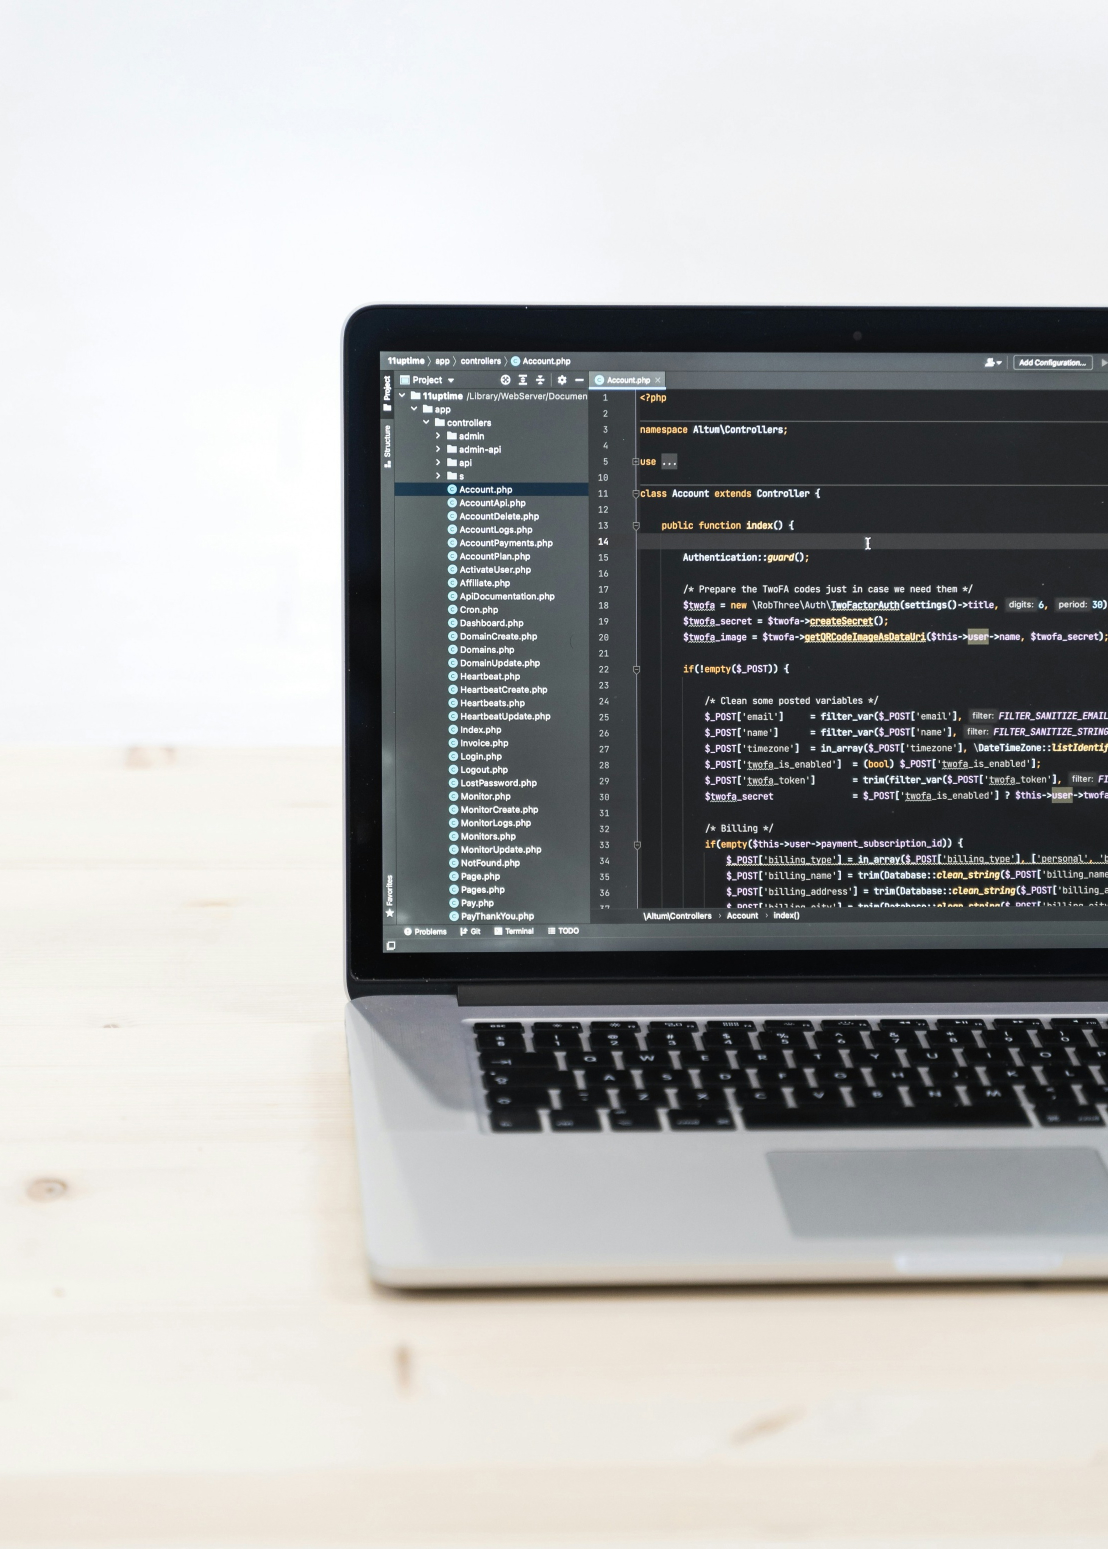 11uptime > app > controllers > Account.php
Add Configuration...
Project
Account.php ×
Project
Structure
Favorites
11uptime /Library/WebServer/Documen
app
controllers
admin
admin-api
api
s
Account.php
AccountApi.php
AccountDelete.php
AccountLogs.php
AccountPayments.php
AccountPlan.php
ActivateUser.php
Affiliate.php
ApiDocumentation.php
Cron.php
Dashboard.php
DomainCreate.php
Domains.php
DomainUpdate.php
Heartbeat.php
HeartbeatCreate.php
Heartbeats.php
HeartbeatUpdate.php
Index.php
Invoice.php
Login.php
Logout.php
LostPassword.php
Monitor.php
MonitorCreate.php
MonitorLogs.php
Monitors.php
MonitorUpdate.php
NotFound.php
Page.php
Pages.php
Pay.php
PayThankYou.php
1 <?php
2
3 namespace Altum\Controllers;
4
5 use ...
10
11 class Account extends Controller {
12
13 public function index() {
14
15 Authentication::guard();
16
17 /* Prepare the TwoFA codes just in case we need them */
18 $twofa = new \RobThree\Auth\TwoFactorAuth(settings()->title, digits: 6, period: 30)
19 $twofa_secret = $twofa->createSecret();
20 $twofa_image = $twofa->getQRCodeImageAsDataUri($this->user->name, $twofa_secret);
21
22 if(!empty($_POST)) {
23
24 /* Clean some posted variables */
25 $_POST['email'] = filter_var($_POST['email'], filter: FILTER_SANITIZE_EMAIL
26 $_POST['name'] = filter_var($_POST['name'], filter: FILTER_SANITIZE_STRING
27 $_POST['timezone'] = in_array($_POST['timezone'], \DateTimeZone::listIdentif
28 $_POST['twofa_is_enabled'] = (bool) $_POST['twofa_is_enabled'];
29 $_POST['twofa_token'] = trim(filter_var($_POST['twofa_token'], filter: FI
30 $twofa_secret = $_POST['twofa_is_enabled'] ? $this->user->twofa
31
32 /* Billing */
33 if(empty($this->user->payment_subscription_id)) {
34 $_POST['billing_type'] = in_array($_POST['billing_type'], ['personal', 'b
35 $_POST['billing_name'] = trim(Database::clean_string($_POST['billing_name
36 $_POST['billing_address'] = trim(Database::clean_string($_POST['billing_a
37 $_POST['billing_city'] = trim(Database::clean_string($_POST['billing_city
\Altum\Controllers > Account > index()
Problems Git Terminal TODO
esc
Q W E R T Y U I O P
A S D F G H J K L
Z X C V B N M